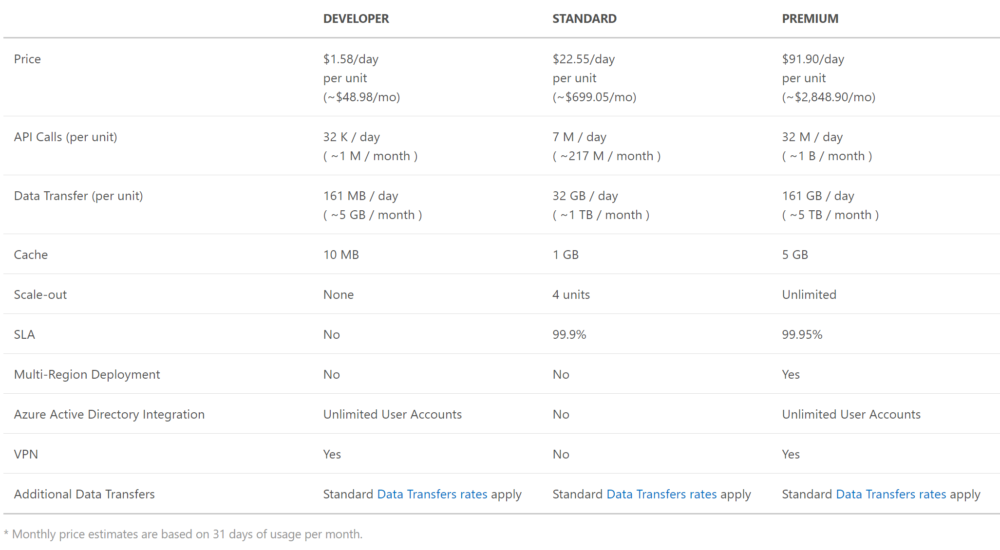 DEVELOPER STANDARD PREMIUM
Price $1.58/day $22.55/day $91.90/day
per unit per unit per unit
(~$48.98/mo) (~$699.05/mo) (~$2,848.90/mo)
API Calls (per unit) 32 K / day 7 M / day 32 M / day
( ~1 M / month ) ( ~217 M / month ) ( ~1 B / month )
Data Transfer (per unit) 161 MB / day 32 GB / day 161 GB / day
( ~5 GB / month ) ( ~1 TB / month ) ( ~5 TB / month )
Cache 10 MB 1 GB 5 GB
Scale-out None 4 units Unlimited
SLA No 99.9% 99.95%
Multi-Region Deployment No No Yes
Azure Active Directory Integration Unlimited User Accounts No Unlimited User Accounts
VPN Yes No Yes
Additional Data Transfers Standard Data Transfers rates apply Standard Data Transfers rates apply Standard Data Transfers rates apply
* Monthly price estimates are based on 31 days of usage per month.